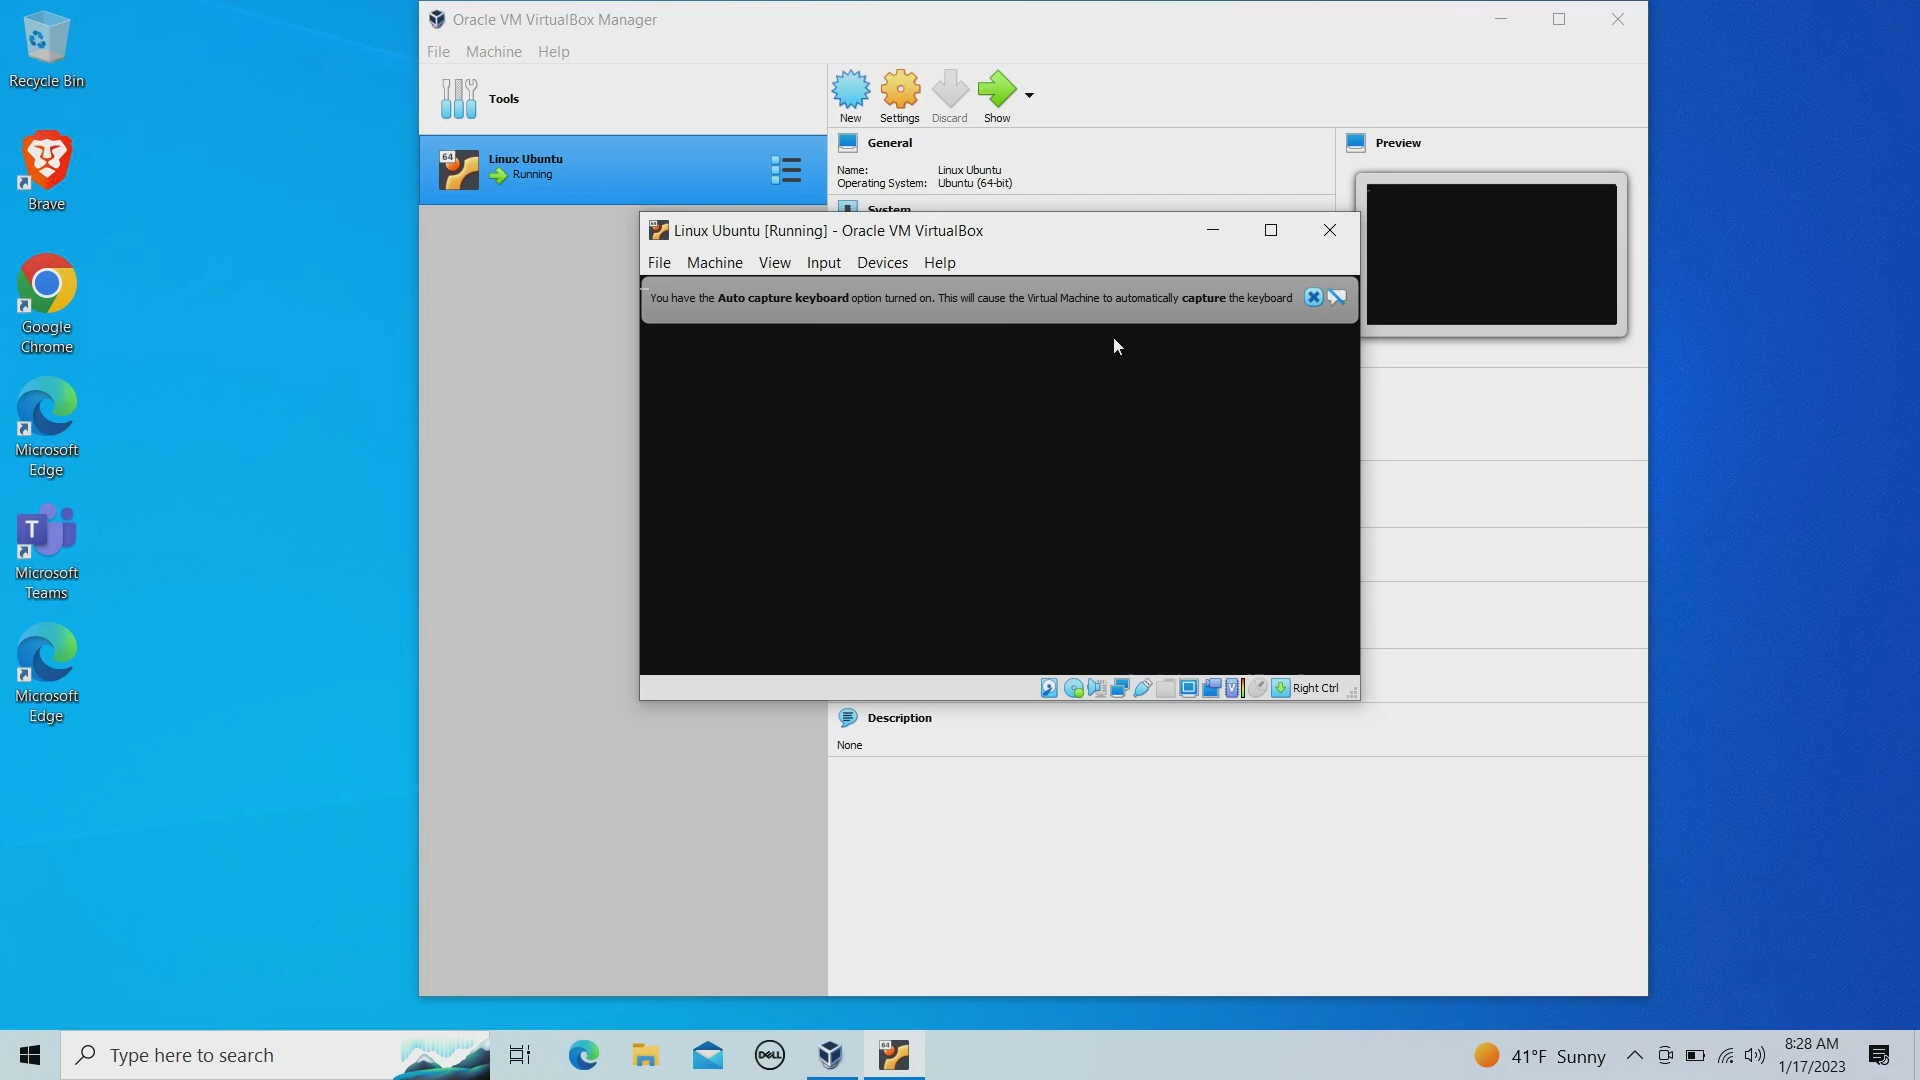 Recycle Bin
Brave
Google
Chrome
Microsoft
Edge
T
Microsoft
Teams
Microsoft
Edge
Oracle VM VirtualBox Manager
File Machine Help
Tools
64
Linux Ubuntu
Running
New Settings Discard Show
General
Name: Linux Ubuntu
Operating System: Ubuntu (64-bit)
System
Preview
Linux Ubuntu [Running] - Oracle VM VirtualBox
File Machine View Input Devices Help
You have the Auto capture keyboard option turned on. This will cause the Virtual Machine to automatically capture the keyboard
Right Ctrl
Description
None
Type here to search
DELL
64
41°F Sunny
8:28 AM
1/17/2023